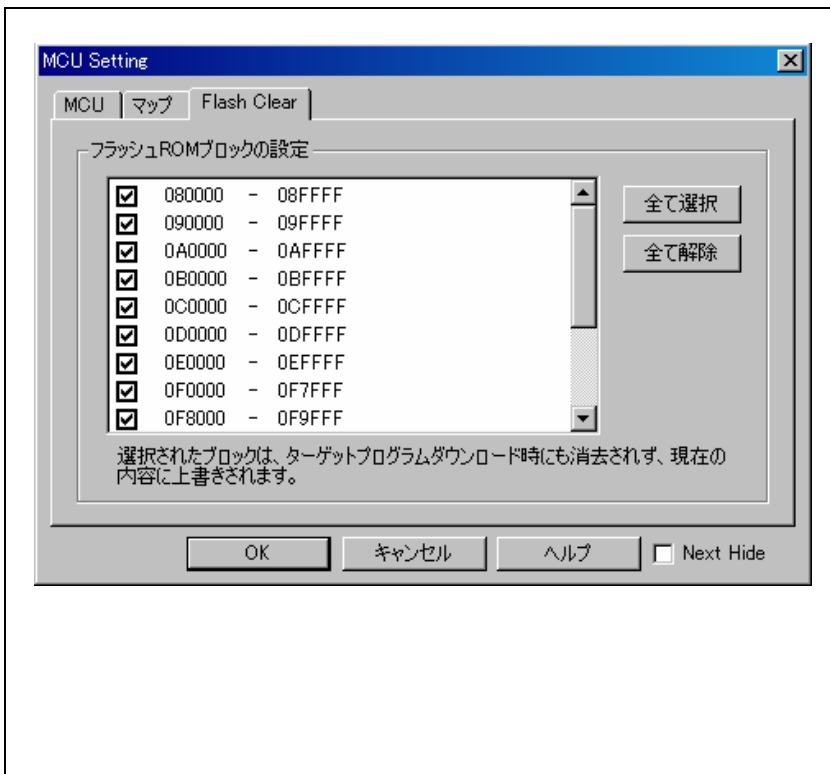 MCU Setting
MCU マップ Flash Clear
フラッシュROMブロックの設定
080000 - 08FFFF
090000 - 09FFFF
0A0000 - 0AFFFF
0B0000 - 0BFFFF
0C0000 - 0CFFFF
0D0000 - 0DFFFF
0E0000 - 0EFFFF
0F0000 - 0F7FFF
0F8000 - 0F9FFF
全て選択
全て解除
選択されたブロックは、ターゲットプログラムダウンロード時にも消去されず、現在の
内容に上書きされます。
OK キャンセル ヘルプ Next Hide